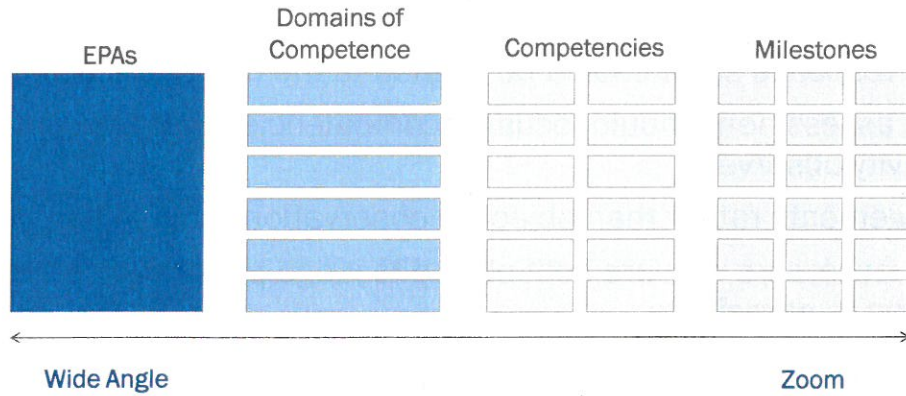 EPAs
Domains of
Competence
Competencies
Milestones
Wide Angle
Zoom